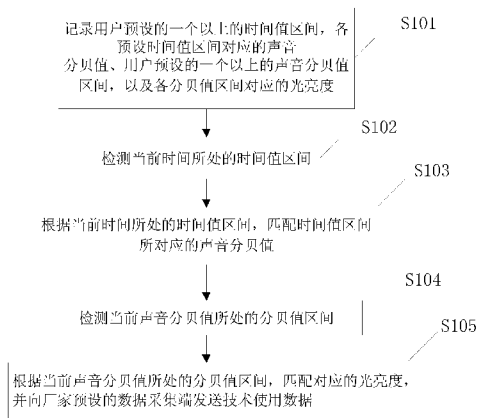 记录用户预设的一个以上的时间值区间，各
预设时间值区间对应的声音
分贝值、用户预设的一个以上的声音分贝值
区间，以及各分贝值区间对应的光亮度
S101
S102
检测当前时间所处的时间值区间
S103
根据当前时间所处的时间值区间，匹配时间值区间
所对应的声音分贝值
S104
检测当前声音分贝值所处的分贝值区间
S105
根据当前声音分贝值所处的分贝值区间，匹配对应的光亮度，
并向厂家预设的数据采集端发送技术使用数据